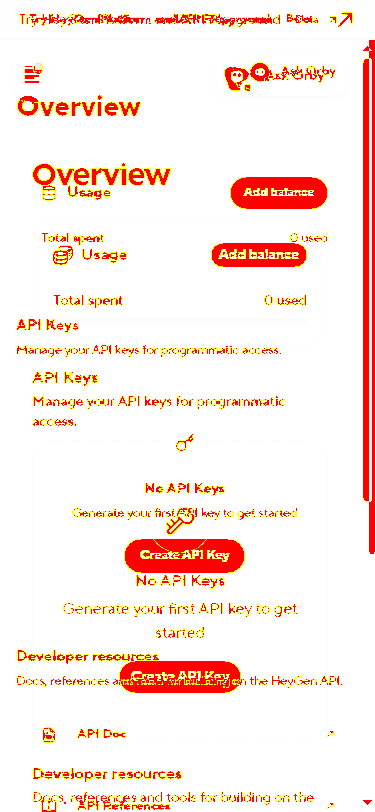 Ask Orby
Overview
Overview
Usage
Add balance
Total spent
0 used
Usage
Add balance
Total spent
0 used
API Keys
Manage your API keys for programmatic access.
API Keys
Manage your API keys for programmatic
access.
No API Keys
Generate your first API key to get started
Create API Key
No API Keys
Generate your first API key to get
started
Developer resources
Create API Key
Docs, references and on the HeyGen API.
API Doc
Developer resources
Docs, references and tools for building on the
API References